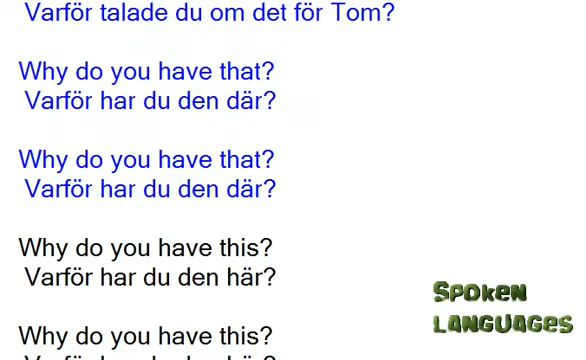 Varför talade du om det för Tom?
Why do you have that?
Varför har du den där?
Why do you have that?
Varför har du den där?
Why do you have this?
Varför har du den här?
Why do you have this?
SPOKEN
LANGUAGES